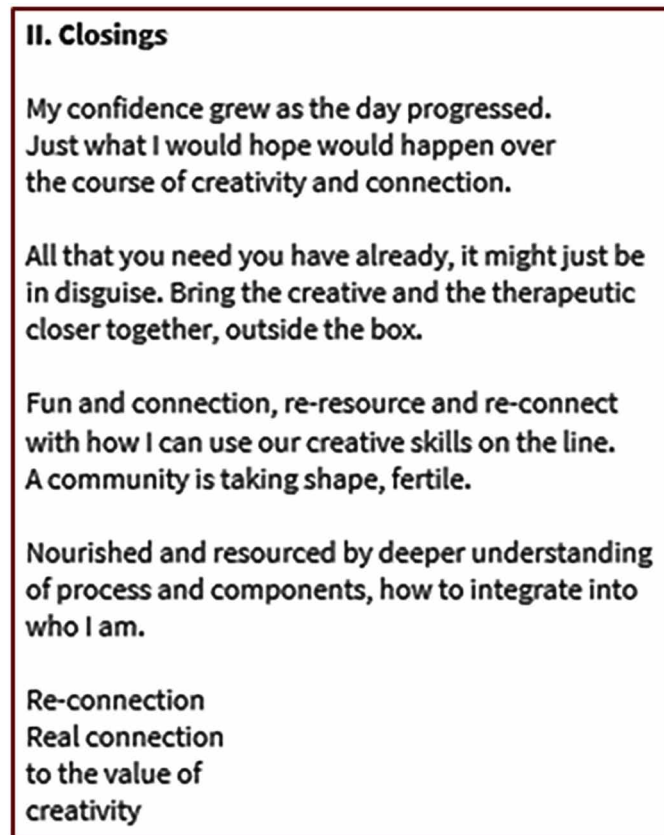 II. Closings
My confidence grew as the day progressed.
Just what I would hope would happen over
the course of creativity and connection.
All that you need you have already, it might just be
in disguise. Bring the creative and the therapeutic
closer together, outside the box.
Fun and connection, re-resource and re-connect
with how I can use our creative skills on the line.
A community is taking shape, fertile.
Nourished and resourced by deeper understanding
of process and components, how to integrate into
who I am.
Re-connection
Real connection
to the value of
creativity